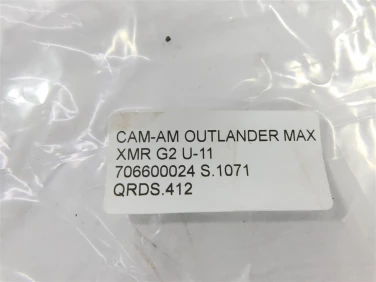 CAM-AM OUTLANDER MAX
XMR G2 U-11
706600024 S.1071
QRDS.412